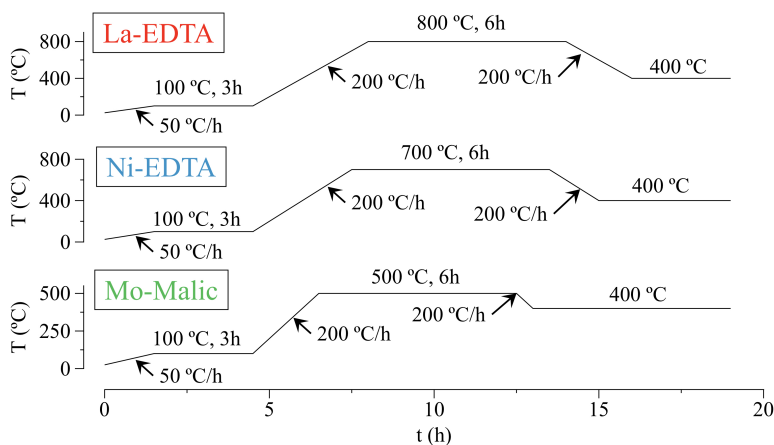 La-EDTA
800 ºC, 6h
T (ºC)
800
400
0
100 ºC, 3h
50 ºC/h
200 ºC/h
200 ºC/h
400 ºC
Ni-EDTA
700 ºC, 6h
T (ºC)
800
400
0
100 ºC, 3h
50 ºC/h
200 ºC/h
200 ºC/h
400 ºC
Mo-Malic
500 ºC, 6h
T (ºC)
500
250
0
100 ºC, 3h
50 ºC/h
200 ºC/h
200 ºC/h
400 ºC
0 5 10 15 20
t (h)